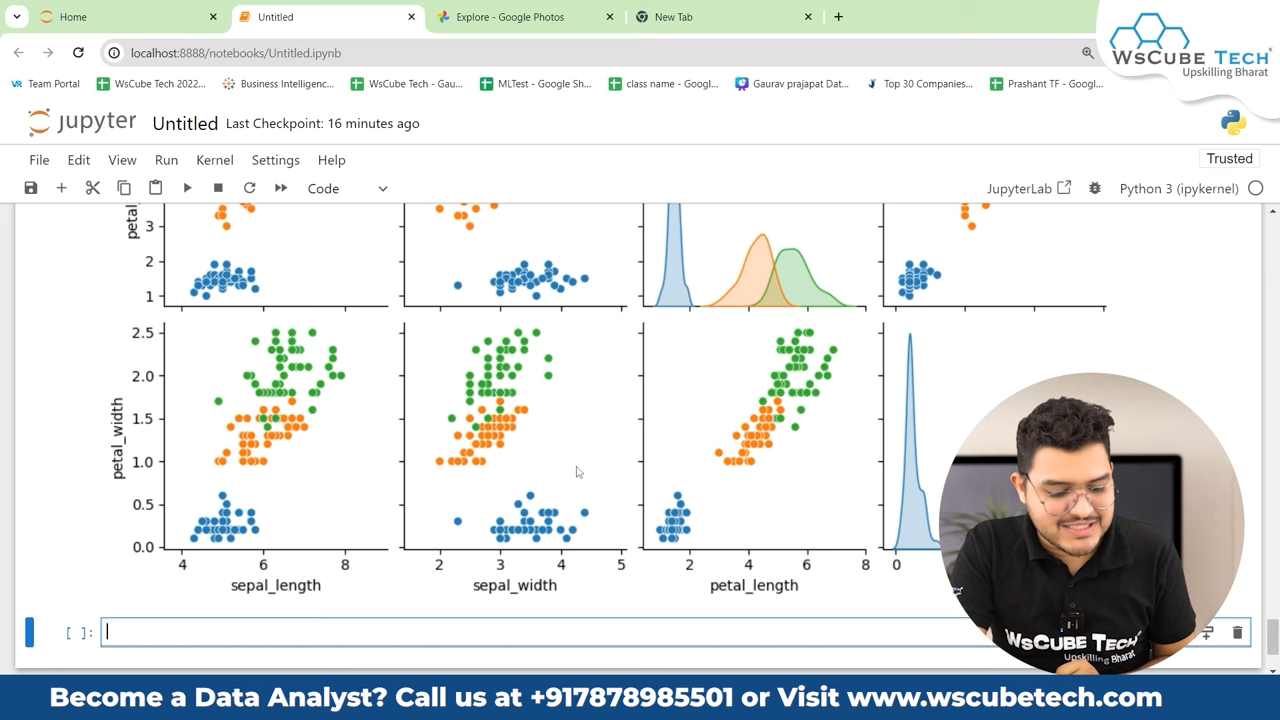 Home
Untitled
Explore - Google Photos
New Tab
localhost:8888/notebooks/Untitled.ipynb
WsCube Tech
Upskilling Bharat
VR Team Portal
WsCube Tech 2022...
Business Intelligenc...
WsCube Tech - Gau...
MLTest - Google Sh...
class name - Googl...
Gaurav prajapat Dat...
Top 30 Companies...
Prashant TF - Googl...
jupyter Untitled Last Checkpoint: 16 minutes ago
File Edit View Run Kernel Settings Help
Trusted
Code
JupyterLab
Python 3 (ipykernel)
petal_
3
2
1
petal_width
2.5
2.0
1.5
1.0
0.5
0.0
4 6 8
2 3 4 5
2 4 6 8
0
sepal_length
sepal_width
petal_length
[ ]:
WsCube Tech
Upskilling Bharat
Become a Data Analyst? Call us at +917878985501 or Visit www.wscubetech.com